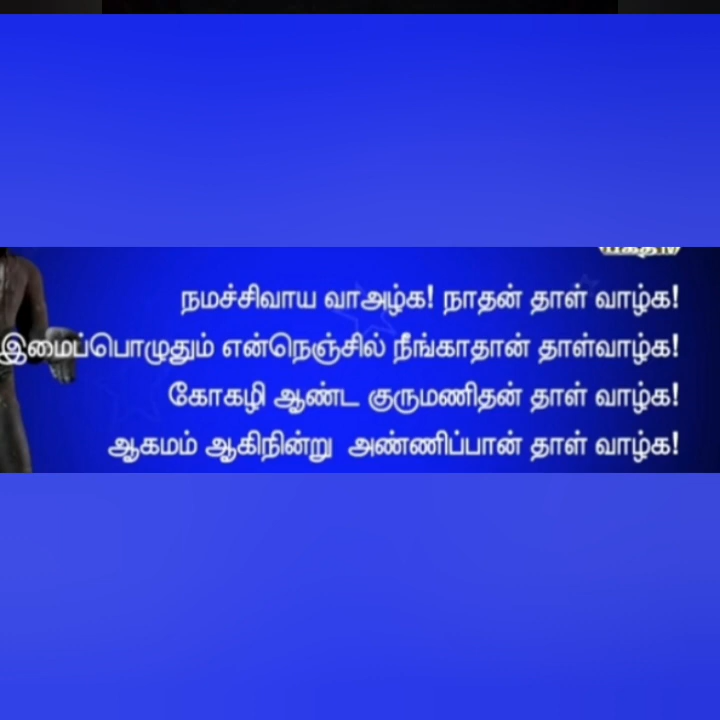 நமச்சிவாய வாஅழ்க! நாதன் தாள் வாழ்க!
இமைப்பொழுதும் என்நெஞ்சில் நீங்காதான் தாள்வாழ்க!
கோகழி ஆண்ட குருமணிதன் தாள் வாழ்க!
ஆகமம் ஆகிநின்று அண்ணிப்பான் தாள் வாழ்க!